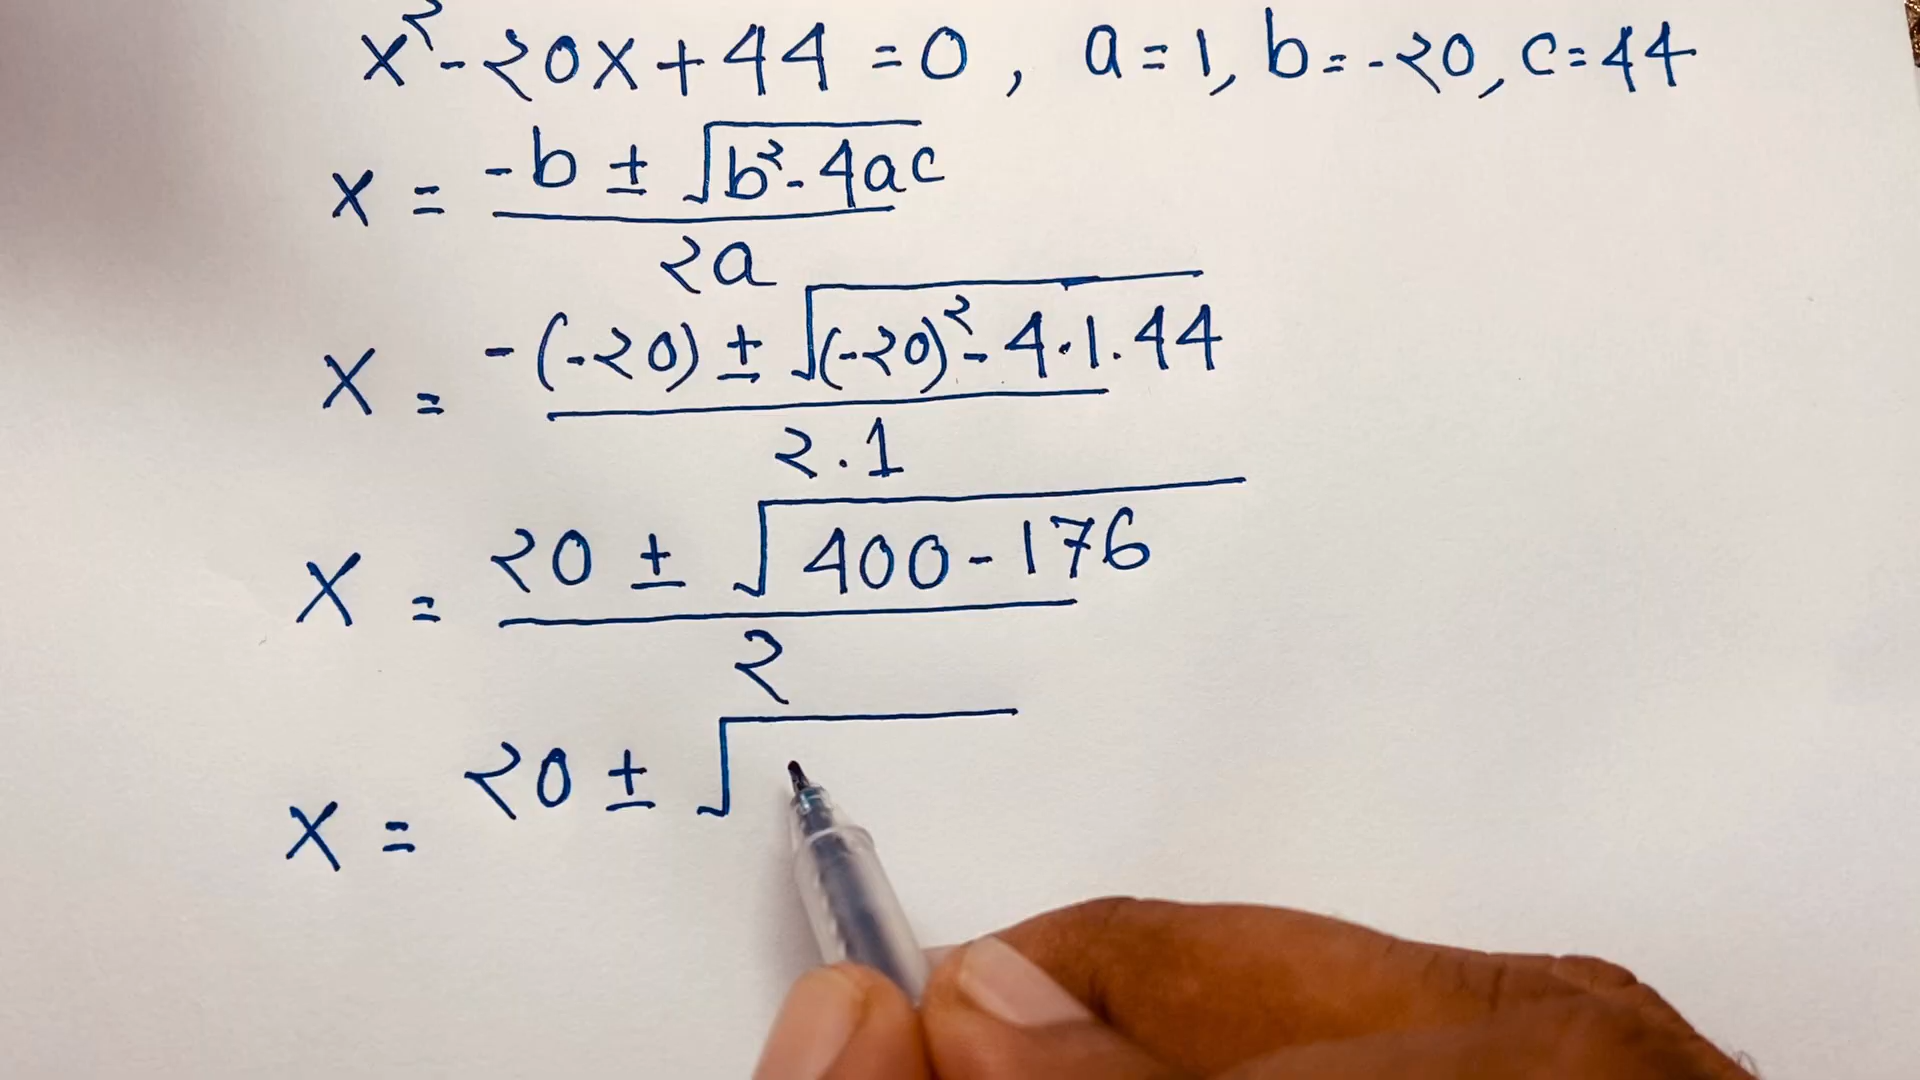 x² - 20x + 44 = 0 , a = 1, b = -20, c = 44
x = (-b ± √(b² - 4ac)) / 2a
x = (-(-20) ± √((-20)² - 4·1·44)) / 2·1
x = (20 ± √(400 - 176)) / 2
x = 20 ± √